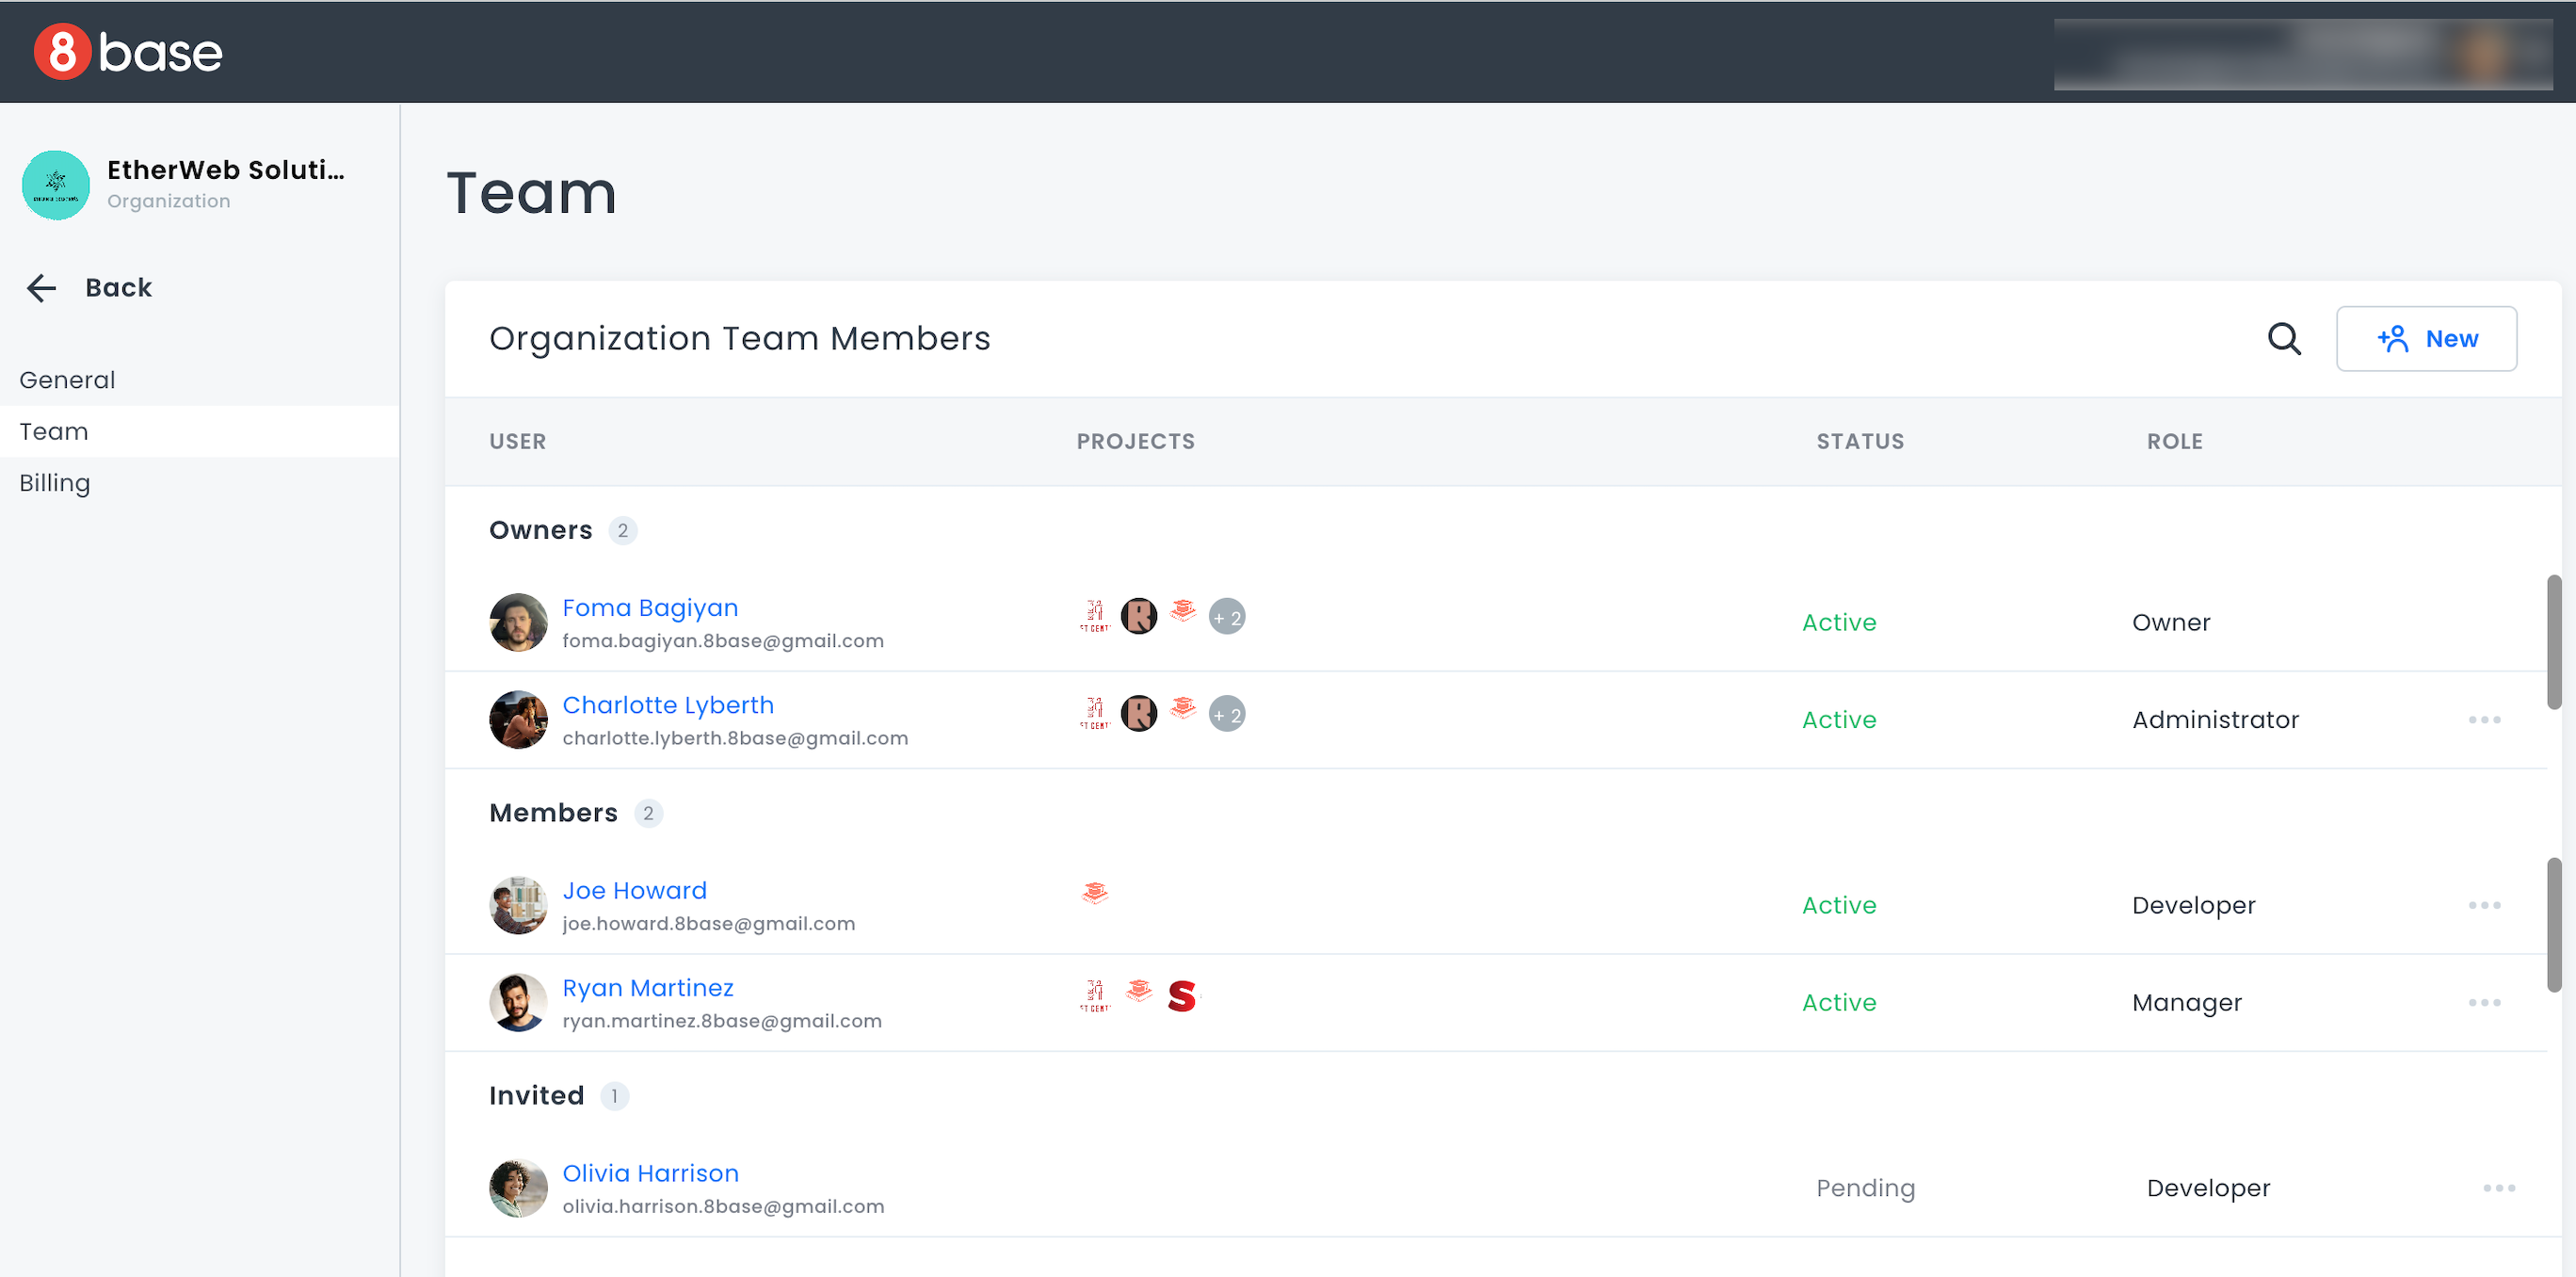 8base
EtherWeb Soluti...
Organization
Back
General
Team
Billing
Team
Organization Team Members
New
USER PROJECTS STATUS ROLE
Owners 2
Foma Bagiyan
foma.bagiyan.8base@gmail.com
+ 2
Active
Owner
Charlotte Lyberth
charlotte.lyberth.8base@gmail.com
+ 2
Active
Administrator
Members 2
Joe Howard
joe.howard.8base@gmail.com
Active
Developer
Ryan Martinez
ryan.martinez.8base@gmail.com
Active
Manager
Invited 1
Olivia Harrison
olivia.harrison.8base@gmail.com
Pending
Developer